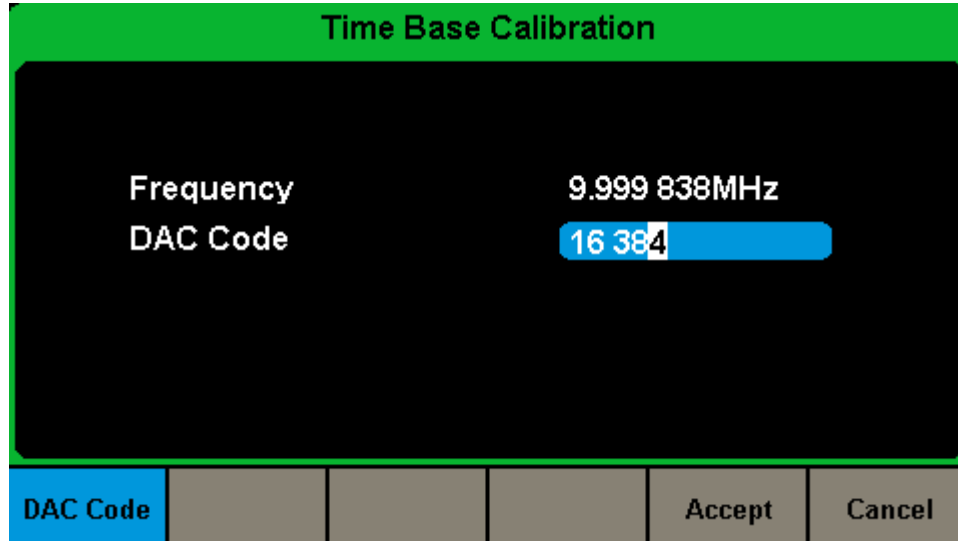 Time Base Calibration
Frequency 9.999 838MHz
DAC Code 16 384
DAC Code Accept Cancel